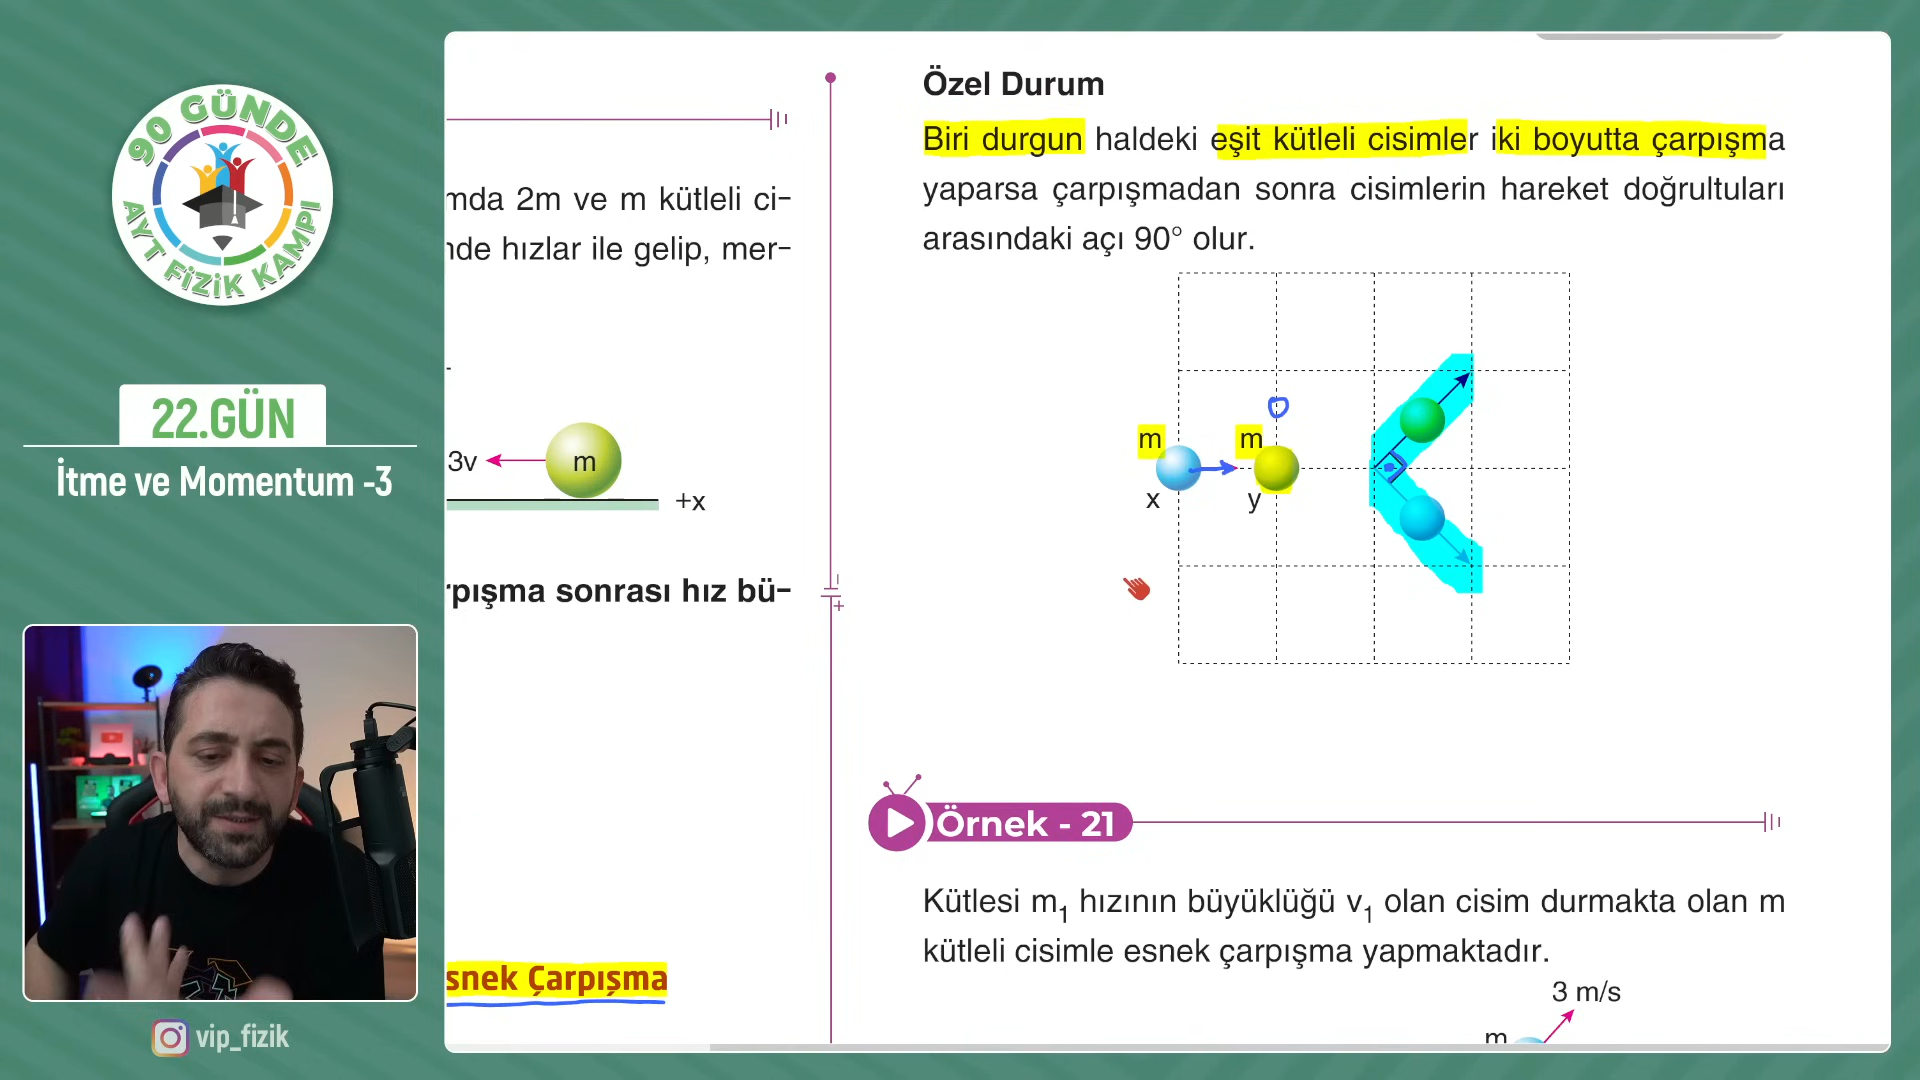 90 GÜNDE
AYT FİZİK KAMPI
22.GÜN
İtme ve Momentum -3
vip_fizik
mda 2m ve m kütleli ci-
nde hızlar ile gelip, mer-
3v
m
+x
rpışma sonrası hız bü-
snek Çarpışma
Özel Durum
Biri durgun haldeki eşit kütleli cisimler iki boyutta çarpışma
yaparsa çarpışmadan sonra cisimlerin hareket doğrultuları
arasındaki açı 90° olur.
m
m
x
y
Örnek - 21
Kütlesi m₁ hızının büyüklüğü v₁ olan cisim durmakta olan m
kütleli cisimle esnek çarpışma yapmaktadır.
3 m/s
m